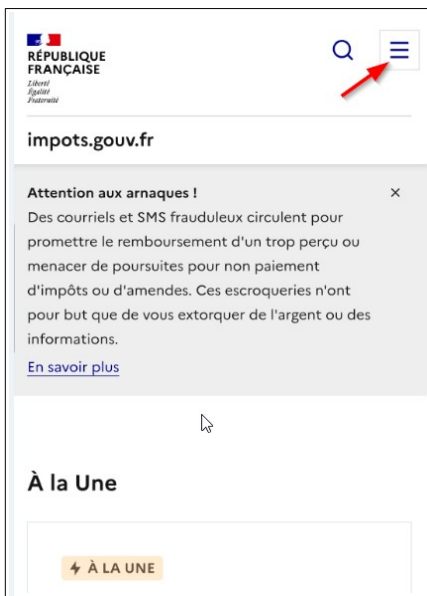 RÉPUBLIQUE
FRANÇAISE
Liberté
Égalité
Fraternité
impots.gouv.fr
Attention aux arnaques !
Des courriels et SMS frauduleux circulent pour
promettre le remboursement d'un trop perçu ou
menacer de poursuites pour non paiement
d'impôts ou d'amendes. Ces escroqueries n'ont
pour but que de vous extorquer de l'argent ou des
informations.
En savoir plus
À la Une
À LA UNE